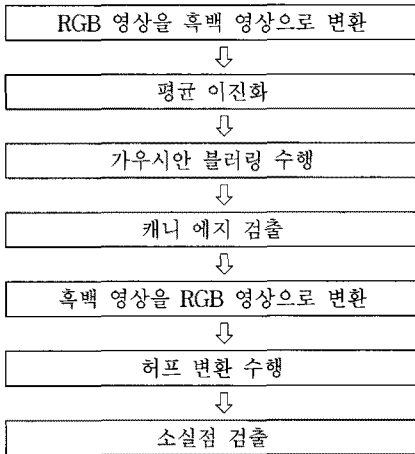 RGB 영상을 흑백 영상으로 변환
평균 이진화
가우시안 블러링 수행
캐니 에지 검출
흑백 영상을 RGB 영상으로 변환
허프 변환 수행
소실점 검출